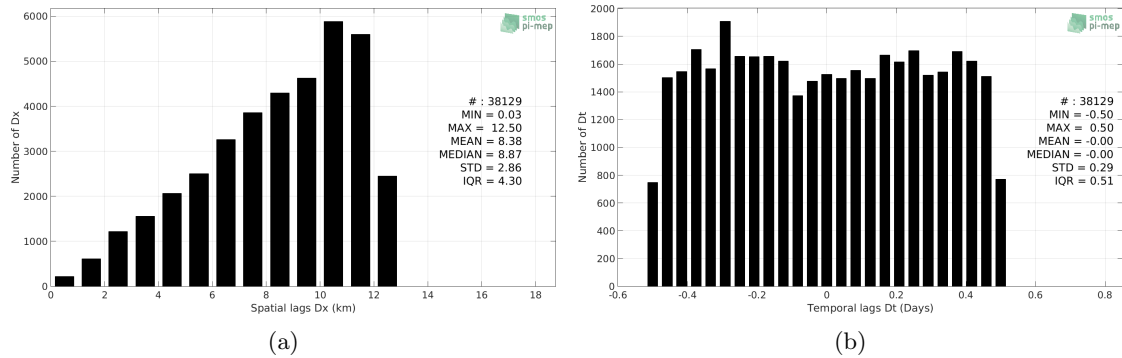 6000
5000
4000
3000
2000
1000
0
Number of Dx
0 2 4 6 8 10 12 14 16 18
Spatial lags Dx (km)
smos
pi-mep
# : 38129
MIN = 0.03
MAX = 12.50
MEAN = 8.38
MEDIAN = 8.87
STD = 2.86
IQR = 4.30
(a)
2000
1800
1600
1400
1200
1000
800
600
400
200
0
Number of Dt
-0.6 -0.4 -0.2 0 0.2 0.4 0.6 0.8
Temporal lags Dt (Days)
smos
pi-mep
# : 38129
MIN = -0.50
MAX = 0.50
MEAN = -0.00
MEDIAN = -0.00
STD = 0.29
IQR = 0.51
(b)